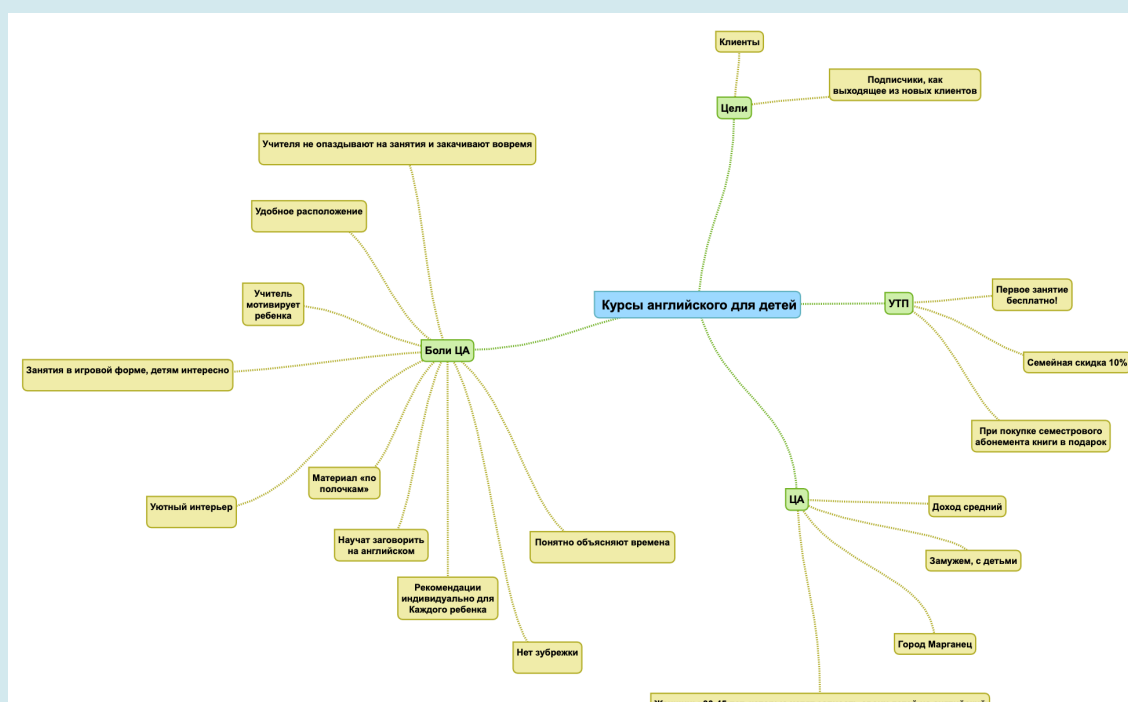 Клиенты
Подписчики, как
выходящее из новых клиентов
Цели
Учителя не опаздывают на занятия и закачивают вовремя
Удобное расположение
Учитель
мотивирует
ребенка
Занятия в игровой форме, детям интересно
Боли ЦА
Курсы английского для детей
УТП
Первое занятие
бесплатно!
Семейная скидка 10%
При покупке семестрового
абонемента книги в подарок
Уютный интерьер
Материал «по
полочкам»
Научат заговорить
на английском
Рекомендации
индивидуально для
Каждого ребенка
Нет зубрежки
Понятно объясняют времена
ЦА
Доход средний
Замужем, с детьми
Город Марганец